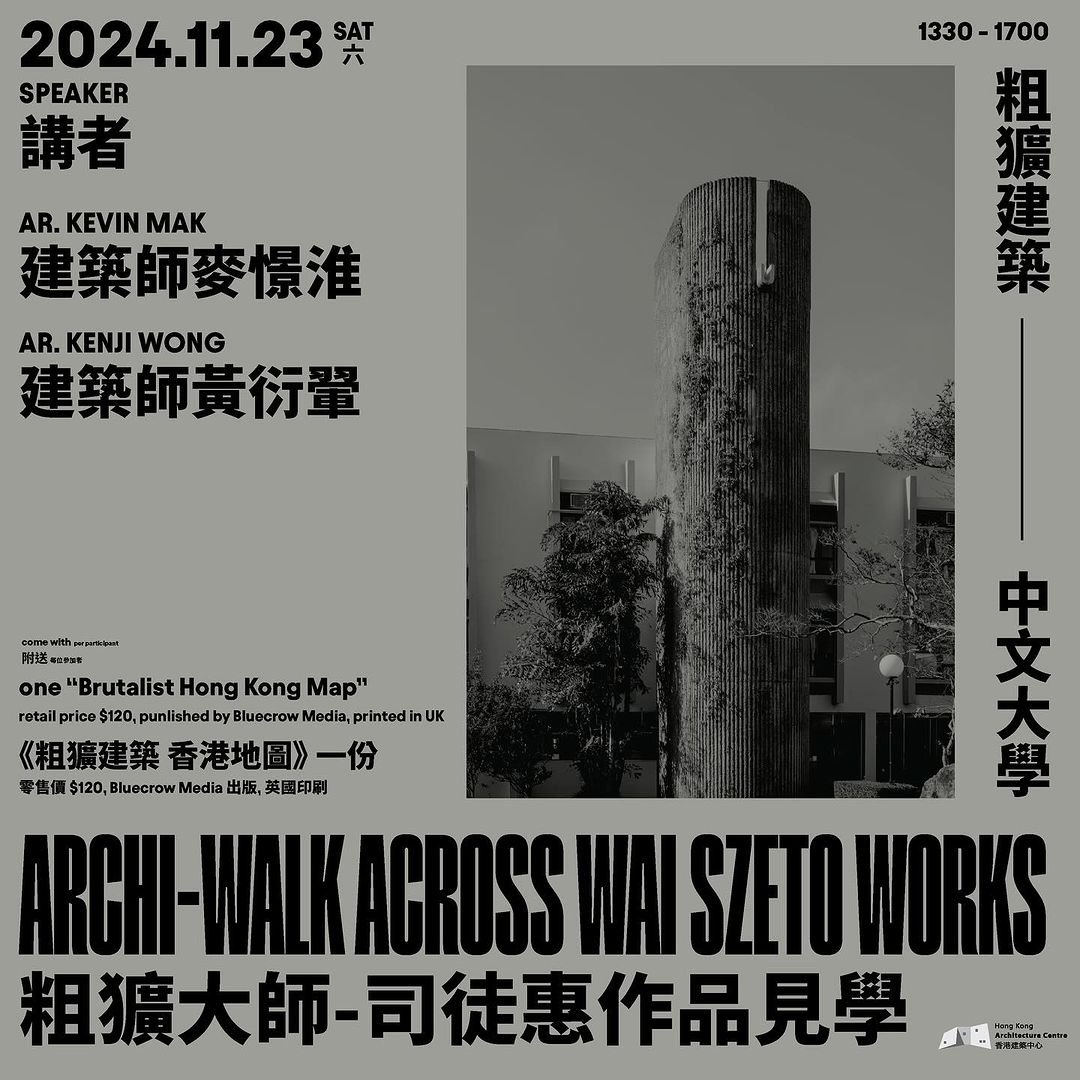 2024.11.23 SAT
六
1330 - 1700
SPEAKER
講者
AR. KEVIN MAK
建築師麥憬淮
AR. KENJI WONG
建築師黃衍翬
粗獷建築
中文大學
come with per participant
附送 每位參加者
one “Brutalist Hong Kong Map”
retail price $120, punlished by Bluecrow Media, printed in UK
《粗獷建築 香港地圖》一份
零售價 $120, Bluecrow Media 出版, 英國印刷
ARCHI-WALK ACROSS WAI SZETO WORKS
粗獷大師-司徒惠作品見學
Hong Kong
Architecture Centre
香港建築中心